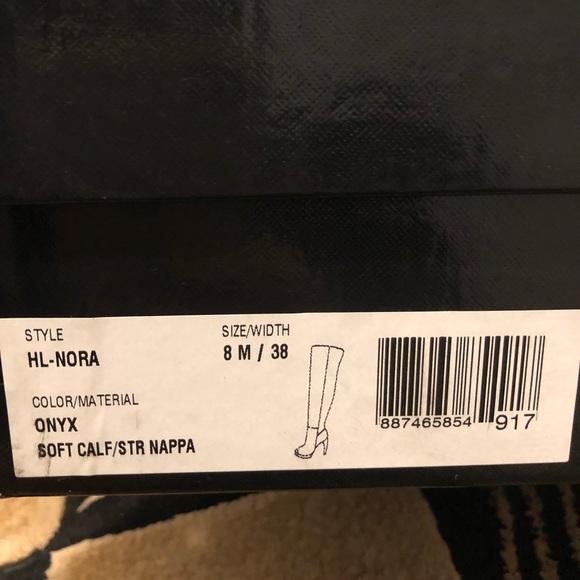 STYLE
HL-NORA
SIZE/WIDTH
8 M / 38
COLOR/MATERIAL
ONYX
SOFT CALF/STR NAPPA
887465854 917